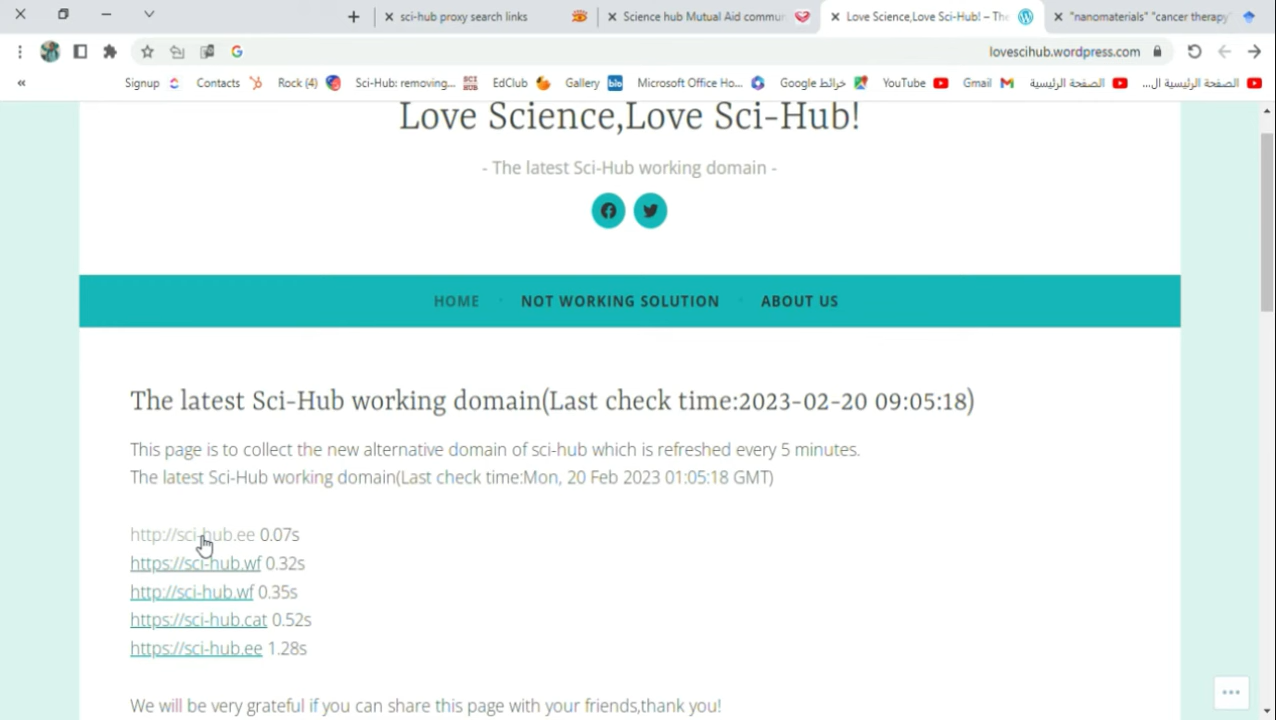 sci-hub proxy search links
Science hub Mutual Aid commun
Love Science,Love Sci-Hub! – The
"nanomaterials" "cancer therapy"
lovescihub.wordpress.com
Signup
Contacts
Rock (4)
Sci-Hub: removing...
EdClub
Gallery
Microsoft Office Ho...
خرائط Google
YouTube
Gmail
الصفحة الرئيسية
الصفحة الرئيسية ال...
Love Science,Love Sci-Hub!
- The latest Sci-Hub working domain -
HOME
NOT WORKING SOLUTION
ABOUT US
The latest Sci-Hub working domain(Last check time:2023-02-20 09:05:18)
This page is to collect the new alternative domain of sci-hub which is refreshed every 5 minutes.
The latest Sci-Hub working domain(Last check time:Mon, 20 Feb 2023 01:05:18 GMT)
http://sci-hub.ee 0.07s
https://sci-hub.wf 0.32s
http://sci-hub.wf 0.35s
https://sci-hub.cat 0.52s
https://sci-hub.ee 1.28s
We will be very grateful if you can share this page with your friends,thank you!